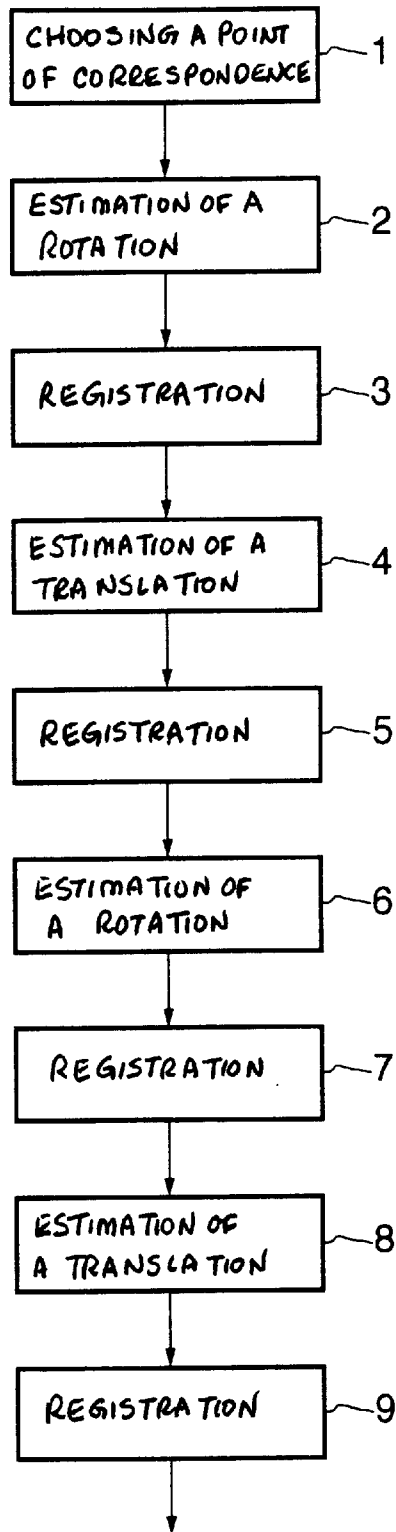 CHOOSING A POINT
OF CORRESPONDENCE
1
ESTIMATION OF A
ROTATION
2
REGISTRATION
3
ESTIMATION OF A
TRANSLATION
4
REGISTRATION
5
ESTIMATION OF
A ROTATION
6
REGISTRATION
7
ESTIMATION OF
A TRANSLATION
8
REGISTRATION
9